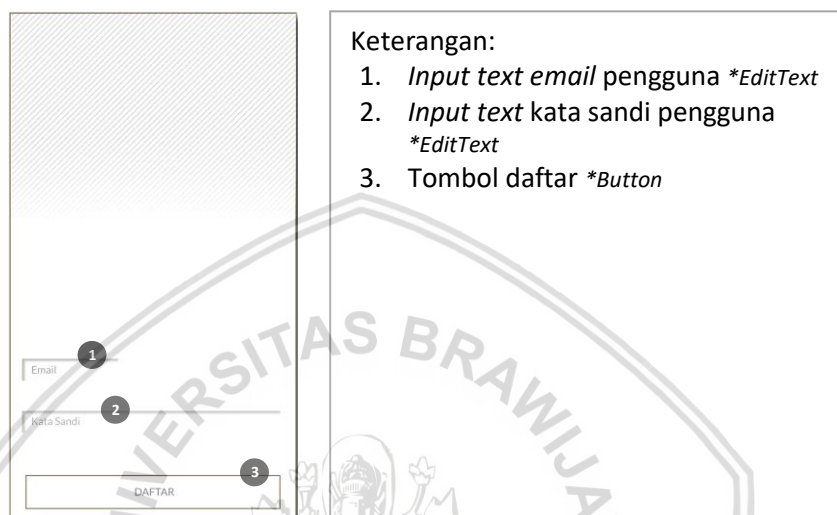 Email
1
Kata Sandi
2
DAFTAR
3
Keterangan:
1. Input text email pengguna *EditText
2. Input text kata sandi pengguna
*EditText
3. Tombol daftar *Button
UNIVERSITAS BRAWIJA